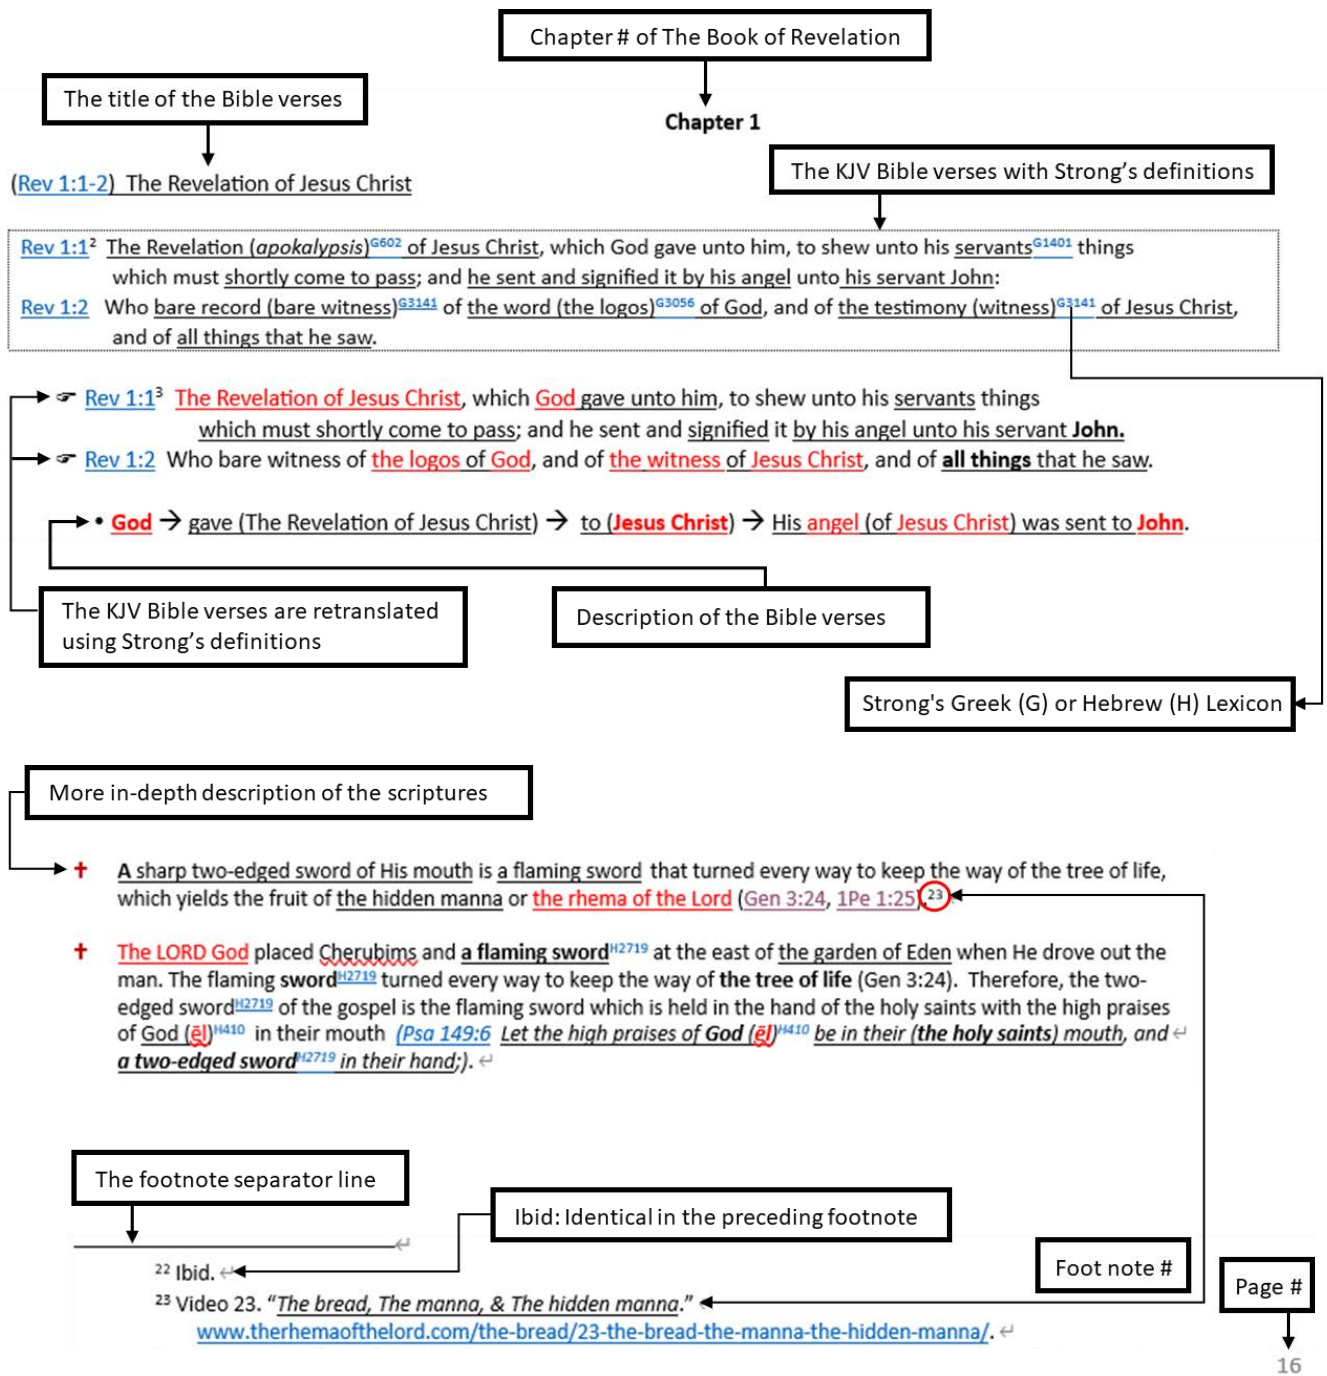 Chapter # of The Book of Revelation
The title of the Bible verses
Chapter 1
The KJV Bible verses with Strong's definitions
(Rev 1:1-2) The Revelation of Jesus Christ
Rev 1:1² The Revelation (apokalypsis)G602 of Jesus Christ, which God gave unto him, to shew unto his servantsG1401 things
which must shortly come to pass; and he sent and signified it by his angel unto his servant John:
Rev 1:2 Who bare record (bare witness)G3141 of the word (the logos)G3056 of God, and of the testimony (witness)G3141 of Jesus Christ,
and of all things that he saw.
☞ Rev 1:1³ The Revelation of Jesus Christ, which God gave unto him, to shew unto his servants things
which must shortly come to pass; and he sent and signified it by his angel unto his servant John.
☞ Rev 1:2 Who bare witness of the logos of God, and of the witness of Jesus Christ, and of all things that he saw.
• God → gave (The Revelation of Jesus Christ) → to (Jesus Christ) → His angel (of Jesus Christ) was sent to John.
The KJV Bible verses are retranslated
using Strong's definitions
Description of the Bible verses
Strong's Greek (G) or Hebrew (H) Lexicon
More in-depth description of the scriptures
✝ A sharp two-edged sword of His mouth is a flaming sword that turned every way to keep the way of the tree of life,
which yields the fruit of the hidden manna or the rhema of the Lord (Gen 3:24, 1Pe 1:25).²³
✝ The LORD God placed Cherubims and a flaming swordH2719 at the east of the garden of Eden when He drove out the
man. The flaming swordH2719 turned every way to keep the way of the tree of life (Gen 3:24). Therefore, the two-
edged swordH2719 of the gospel is the flaming sword which is held in the hand of the holy saints with the high praises
of God (ēl)H410 in their mouth (Psa 149:6 Let the high praises of God (ēl)H410 be in their (the holy saints) mouth, and ↵
a two-edged swordH2719 in their hand;). ↵
The footnote separator line
Ibid: Identical in the preceding footnote
Foot note #
Page #
²² Ibid. ↵
²³ Video 23. “The bread, The manna, & The hidden manna.”
www.therhemaofthelord.com/the-bread/23-the-bread-the-manna-the-hidden-manna/. ↵
16